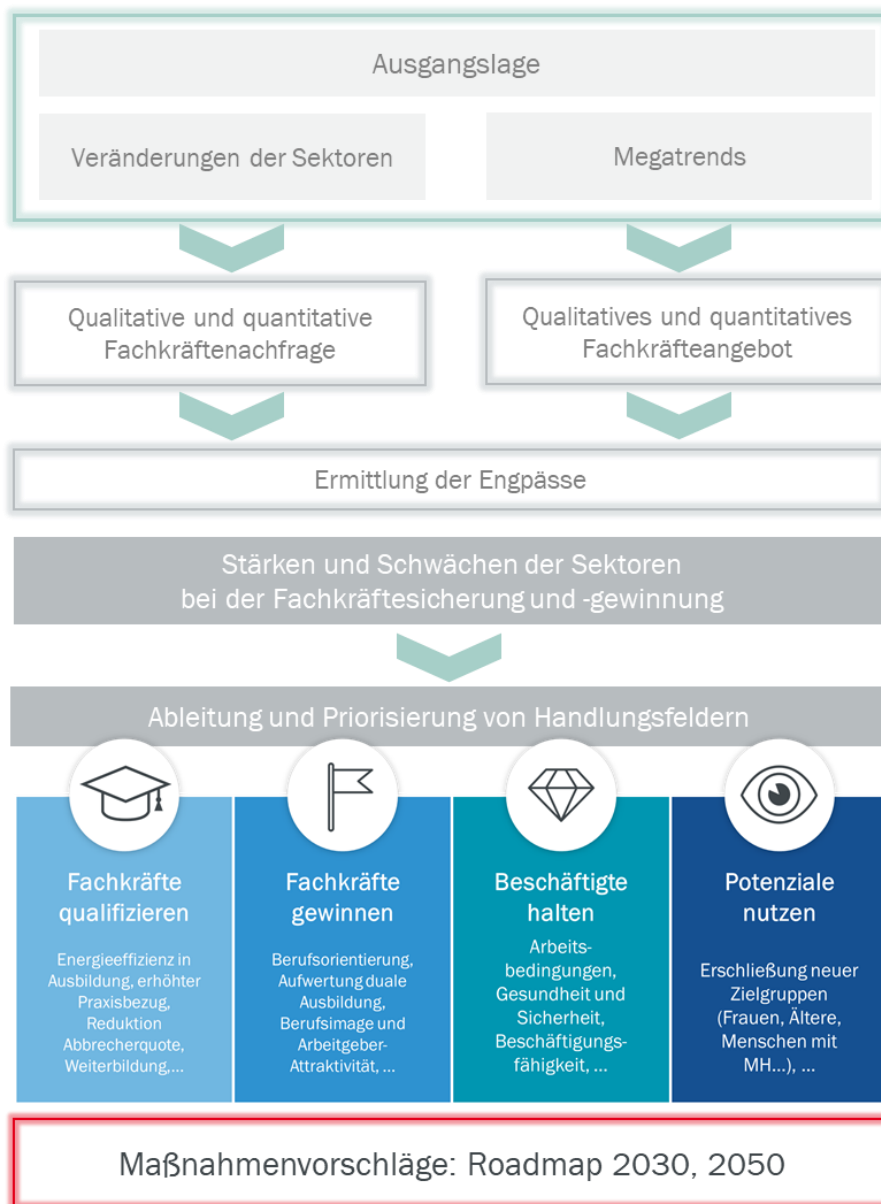 Ausgangslage
Veränderungen der Sektoren
Megatrends
Qualitative und quantitative
Fachkräftenachfrage
Qualitatives und quantitatives
Fachkräfteangebot
Ermittlung der Engpässe
Stärken und Schwächen der Sektoren
bei der Fachkräftesicherung und -gewinnung
Ableitung und Priorisierung von Handlungsfeldern
Fachkräfte
qualifizieren
Energieeffizienz in
Ausbildung, erhöhter
Praxisbezug,
Reduktion
Abbrecherquote,
Weiterbildung,...
Fachkräfte
gewinnen
Berufsorientierung,
Aufwertung duale
Ausbildung,
Berufsimage und
Arbeitgeber-
Attraktivität, ...
Beschäftigte
halten
Arbeits-
bedingungen,
Gesundheit und
Sicherheit,
Beschäftigungs-
fähigkeit, ...
Potenziale
nutzen
Erschließung neuer
Zielgruppen
(Frauen, Ältere,
Menschen mit
MH...), ...
Maßnahmenvorschläge: Roadmap 2030, 2050